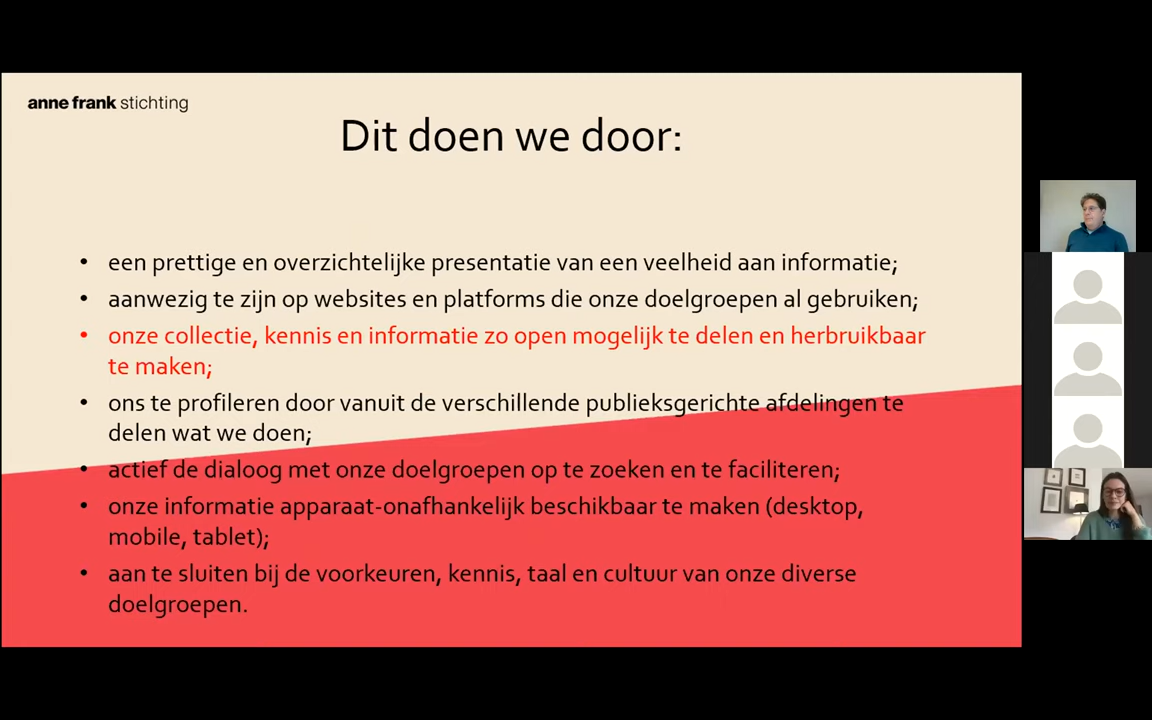 anne frank stichting
Dit doen we door:
• een prettige en overzichtelijke presentatie van een veelheid aan informatie;
• aanwezig te zijn op websites en platforms die onze doelgroepen al gebruiken;
• onze collectie, kennis en informatie zo open mogelijk te delen en herbruikbaar
te maken;
• ons te profileren door vanuit de verschillende publieksgerichte afdelingen te
delen wat we doen;
• actief de dialoog met onze doelgroepen op te zoeken en te faciliteren;
• onze informatie apparaat-onafhankelijk beschikbaar te maken (desktop,
mobile, tablet);
• aan te sluiten bij de voorkeuren, kennis, taal en cultuur van onze diverse
doelgroepen.